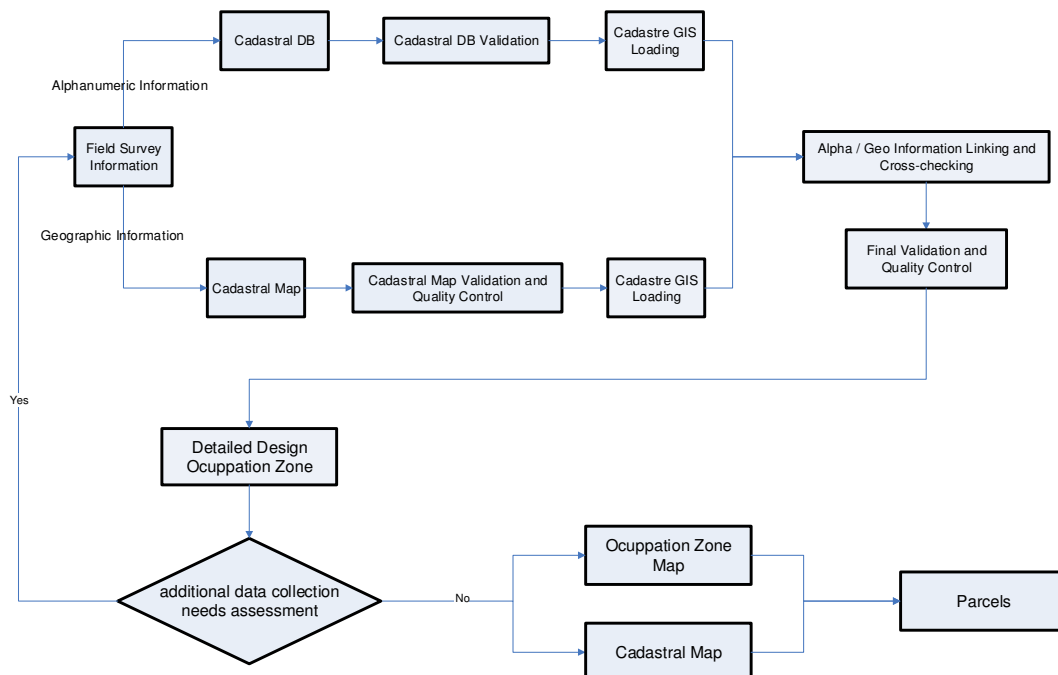 Cadastral DB
Cadastral DB Validation
Cadastre GIS
Loading
Alphanumeric Information
Field Survey
Information
Alpha / Geo Information Linking and
Cross-checking
Geographic Information
Final Validation and
Quality Control
Cadastral Map
Cadastral Map Validation and
Quality Control
Cadastre GIS
Loading
Yes
Detailed Design
Ocuppation Zone
additional data collection
needs assessment
No
Ocuppation Zone
Map
Cadastral Map
Parcels